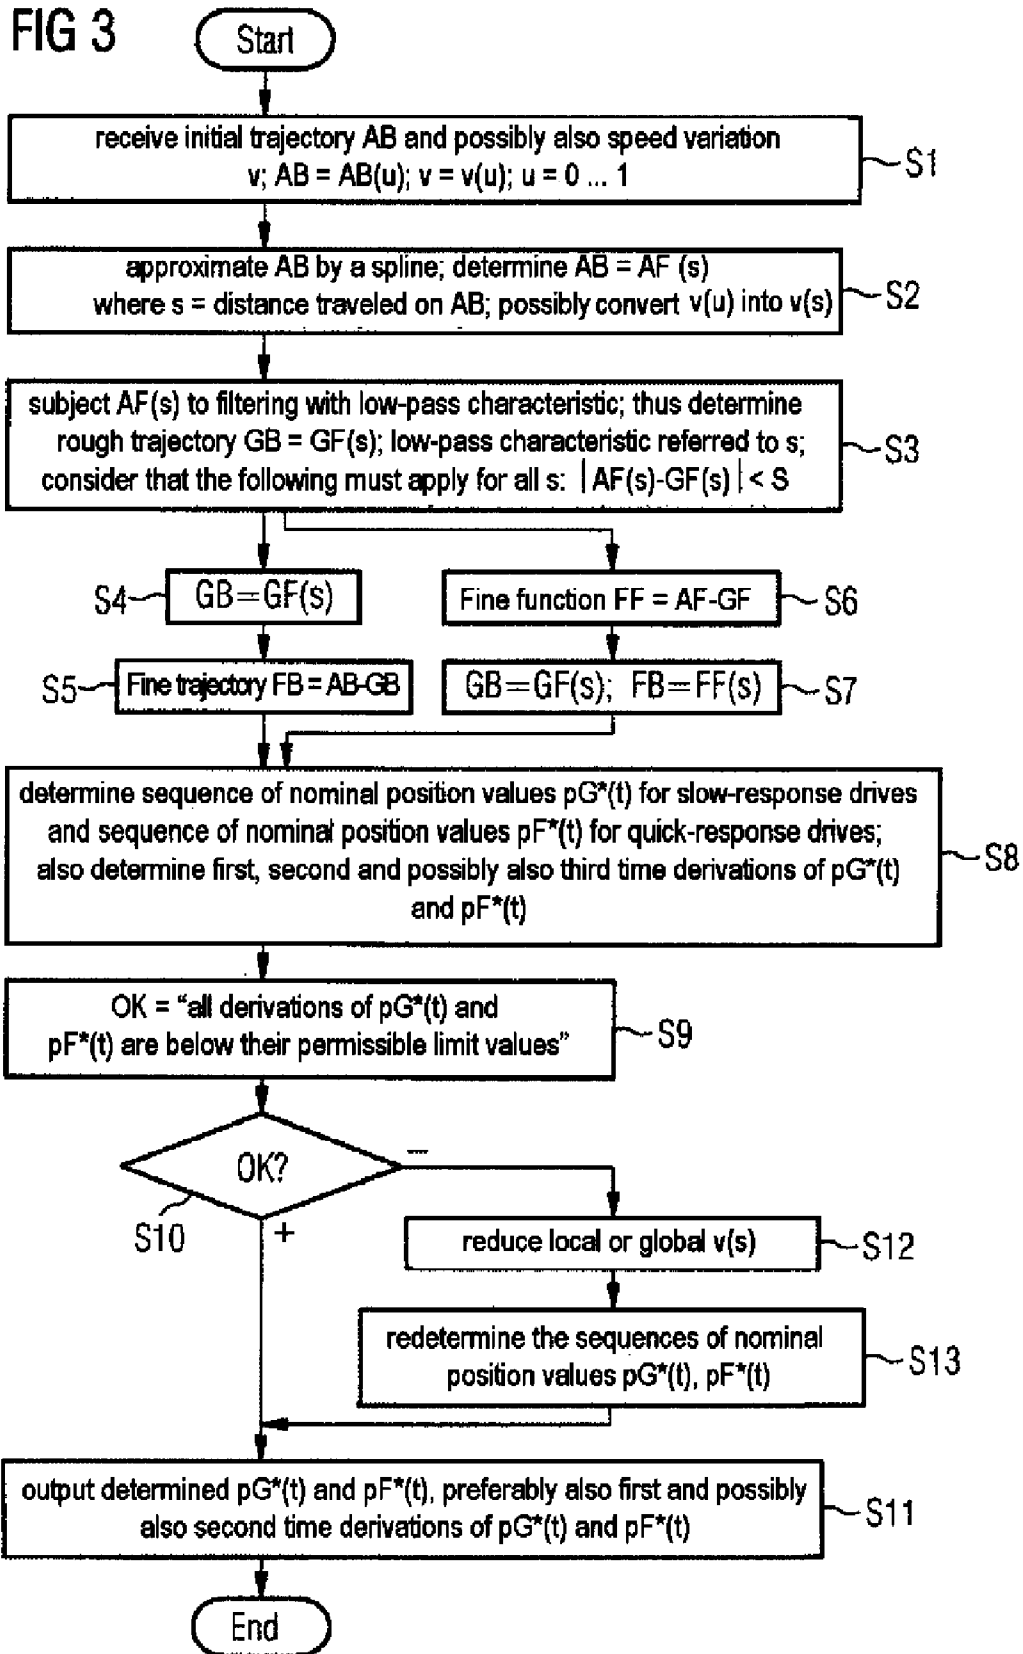 FIG 3
Start
receive initial trajectory AB and possibly also speed variation
v; AB = AB(u); v = v(u); u = 0 ... 1
S1
approximate AB by a spline; determine AB = AF (s)
where s = distance traveled on AB; possibly convert v(u) into v(s)
S2
subject AF(s) to filtering with low-pass characteristic; thus determine
rough trajectory GB = GF(s); low-pass characteristic referred to s;
consider that the following must apply for all s: |AF(s)-GF(s)| < S
S3
S4
GB=GF(s)
Fine function FF = AF-GF
S6
S5
Fine trajectory FB = AB-GB
GB=GF(s); FB=FF(s)
S7
determine sequence of nominal position values pG*(t) for slow-response drives
and sequence of nominal position values pF*(t) for quick-response drives;
also determine first, second and possibly also third time derivations of pG*(t)
and pF*(t)
S8
OK = "all derivations of pG*(t) and
pF*(t) are below their permissible limit values"
S9
OK?
–
S10
+
reduce local or global v(s)
S12
redetermine the sequences of nominal
position values pG*(t), pF*(t)
S13
output determined pG*(t) and pF*(t), preferably also first and possibly
also second time derivations of pG*(t) and pF*(t)
S11
End